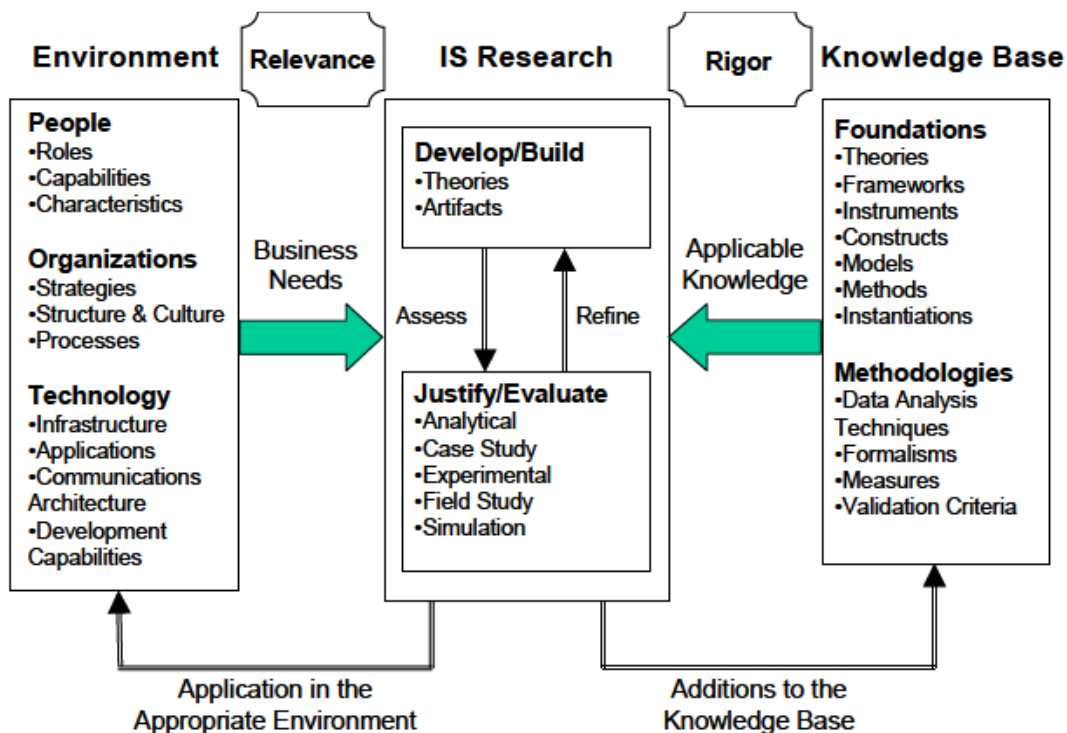 Environment
Relevance
IS Research
Rigor
Knowledge Base
People
•Roles
•Capabilities
•Characteristics
Organizations
•Strategies
•Structure & Culture
•Processes
Technology
•Infrastructure
•Applications
•Communications
Architecture
•Development
Capabilities
Business
Needs
Develop/Build
•Theories
•Artifacts
Assess
Refine
Justify/Evaluate
•Analytical
•Case Study
•Experimental
•Field Study
•Simulation
Applicable
Knowledge
Foundations
•Theories
•Frameworks
•Instruments
•Constructs
•Models
•Methods
•Instantiations
Methodologies
•Data Analysis
Techniques
•Formalisms
•Measures
•Validation Criteria
Application in the
Appropriate Environment
Additions to the
Knowledge Base